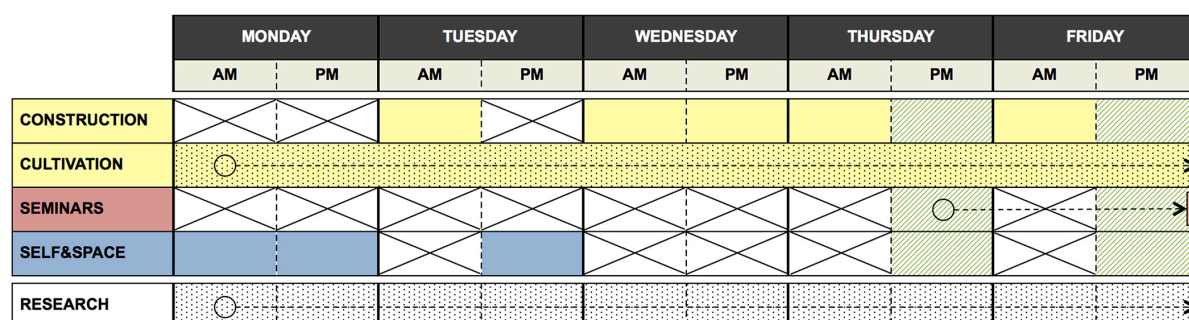 MONDAY TUESDAY WEDNESDAY THURSDAY FRIDAY
AM PM AM PM AM PM AM PM AM PM
CONSTRUCTION
CULTIVATION
SEMINARS
SELF&SPACE
RESEARCH